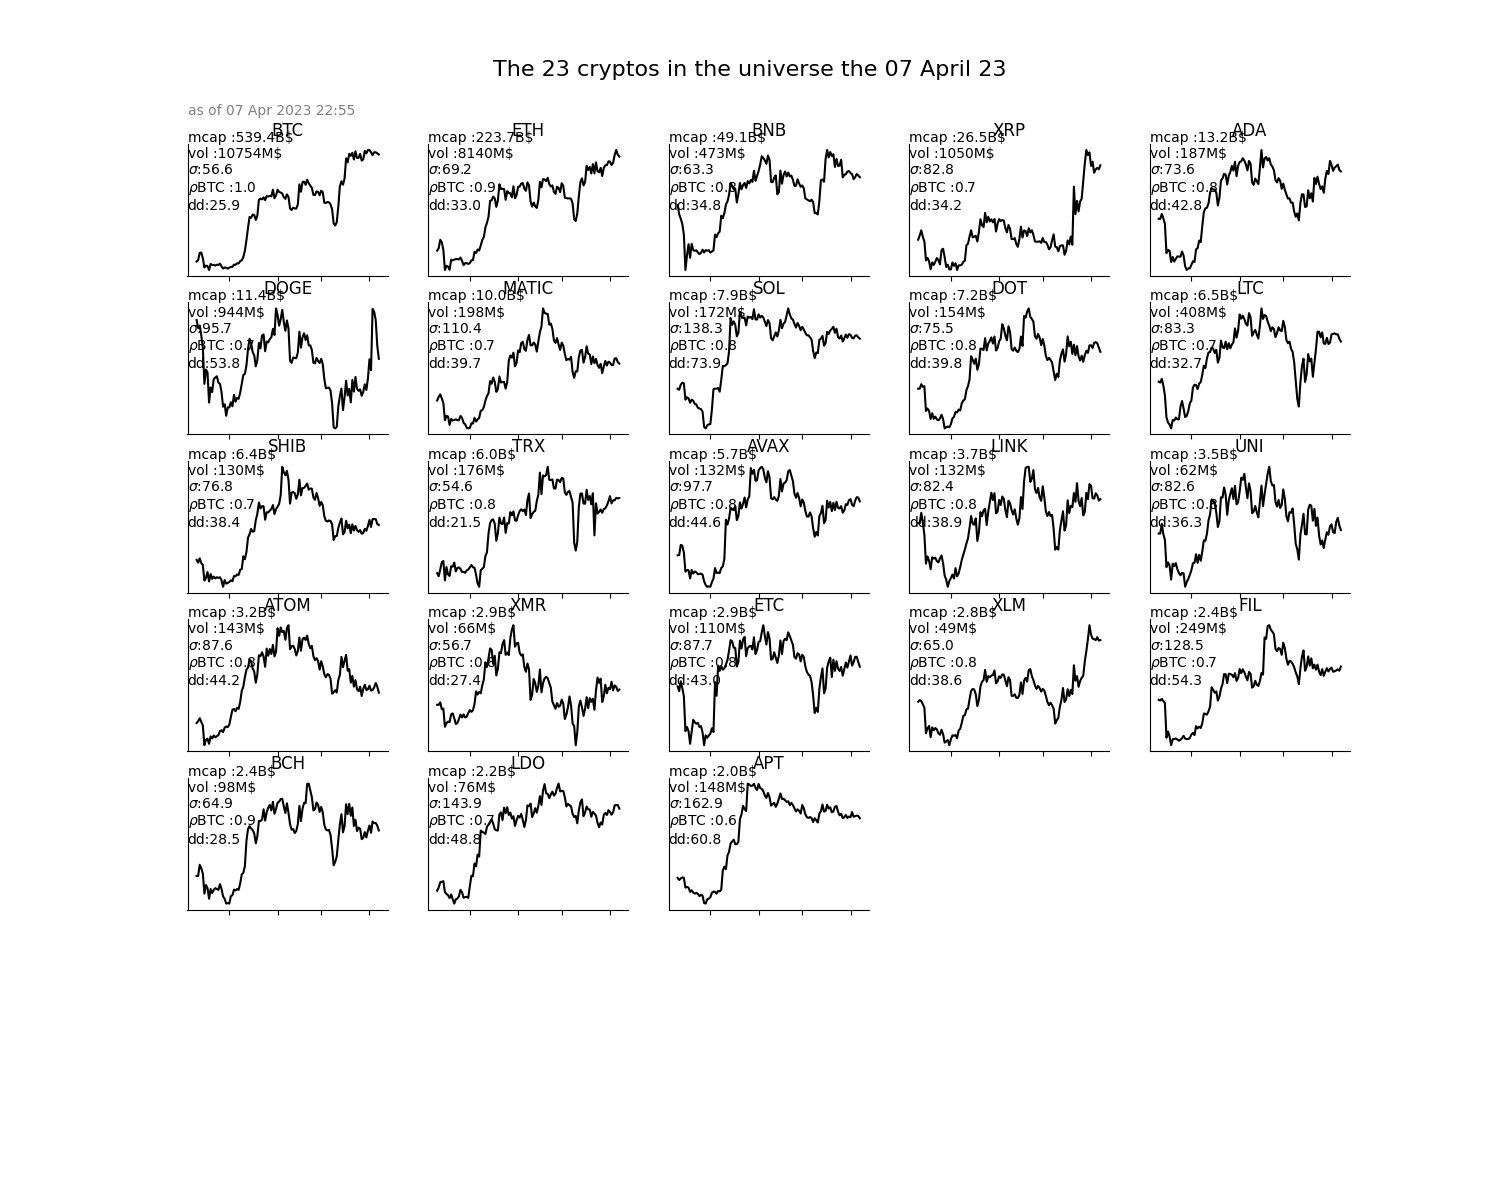 The 23 cryptos in the universe the 07 April 23
as of 07 Apr 2023 22:55
BTC
mcap :539.4B$
vol :10754M$
σ:56.6
ρBTC :1.0
dd:25.9
ETH
mcap :223.7B$
vol :8140M$
σ:69.2
ρBTC :0.9
dd:33.0
BNB
mcap :49.1B$
vol :473M$
σ:63.3
ρBTC :0.8
dd:34.8
XRP
mcap :26.5B$
vol :1050M$
σ:82.8
ρBTC :0.7
dd:34.2
ADA
mcap :13.2B$
vol :187M$
σ:73.6
ρBTC :0.8
dd:42.8
DOGE
mcap :11.4B$
vol :944M$
σ:95.7
ρBTC :0.7
dd:53.8
MATIC
mcap :10.0B$
vol :198M$
σ:110.4
ρBTC :0.7
dd:39.7
SOL
mcap :7.9B$
vol :172M$
σ:138.3
ρBTC :0.8
dd:73.9
DOT
mcap :7.2B$
vol :154M$
σ:75.5
ρBTC :0.8
dd:39.8
LTC
mcap :6.5B$
vol :408M$
σ:83.3
ρBTC :0.7
dd:32.7
SHIB
mcap :6.4B$
vol :130M$
σ:76.8
ρBTC :0.7
dd:38.4
TRX
mcap :6.0B$
vol :176M$
σ:54.6
ρBTC :0.8
dd:21.5
AVAX
mcap :5.7B$
vol :132M$
σ:97.7
ρBTC :0.8
dd:44.6
LINK
mcap :3.7B$
vol :132M$
σ:82.4
ρBTC :0.8
dd:38.9
UNI
mcap :3.5B$
vol :62M$
σ:82.6
ρBTC :0.8
dd:36.3
ATOM
mcap :3.2B$
vol :143M$
σ:87.6
ρBTC :0.8
dd:44.2
XMR
mcap :2.9B$
vol :66M$
σ:56.7
ρBTC :0.8
dd:27.4
ETC
mcap :2.9B$
vol :110M$
σ:87.7
ρBTC :0.8
dd:43.0
XLM
mcap :2.8B$
vol :49M$
σ:65.0
ρBTC :0.8
dd:38.6
FIL
mcap :2.4B$
vol :249M$
σ:128.5
ρBTC :0.7
dd:54.3
BCH
mcap :2.4B$
vol :98M$
σ:64.9
ρBTC :0.9
dd:28.5
LDO
mcap :2.2B$
vol :76M$
σ:143.9
ρBTC :0.7
dd:48.8
APT
mcap :2.0B$
vol :148M$
σ:162.9
ρBTC :0.6
dd:60.8